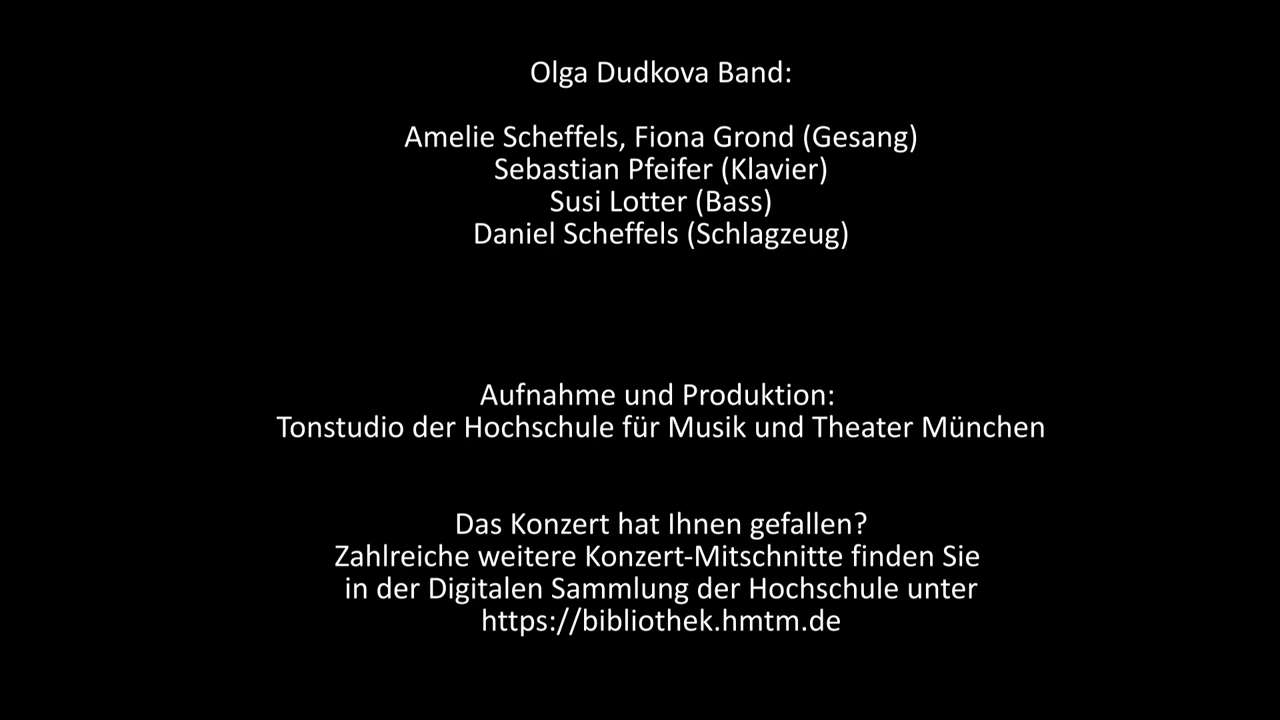 Olga Dudkova Band:
Amelie Scheffels, Fiona Grond (Gesang)
Sebastian Pfeifer (Klavier)
Susi Lotter (Bass)
Daniel Scheffels (Schlagzeug)
Aufnahme und Produktion:
Tonstudio der Hochschule für Musik und Theater München
Das Konzert hat Ihnen gefallen?
Zahlreiche weitere Konzert-Mitschnitte finden Sie
in der Digitalen Sammlung der Hochschule unter
https://bibliothek.hmtm.de